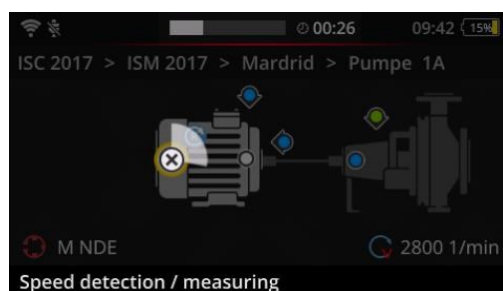 00:26 09:42 15%
ISC 2017 > ISM 2017 > Mardrid > Pumpe 1A
M NDE 2800 1/min
Speed detection / measuring